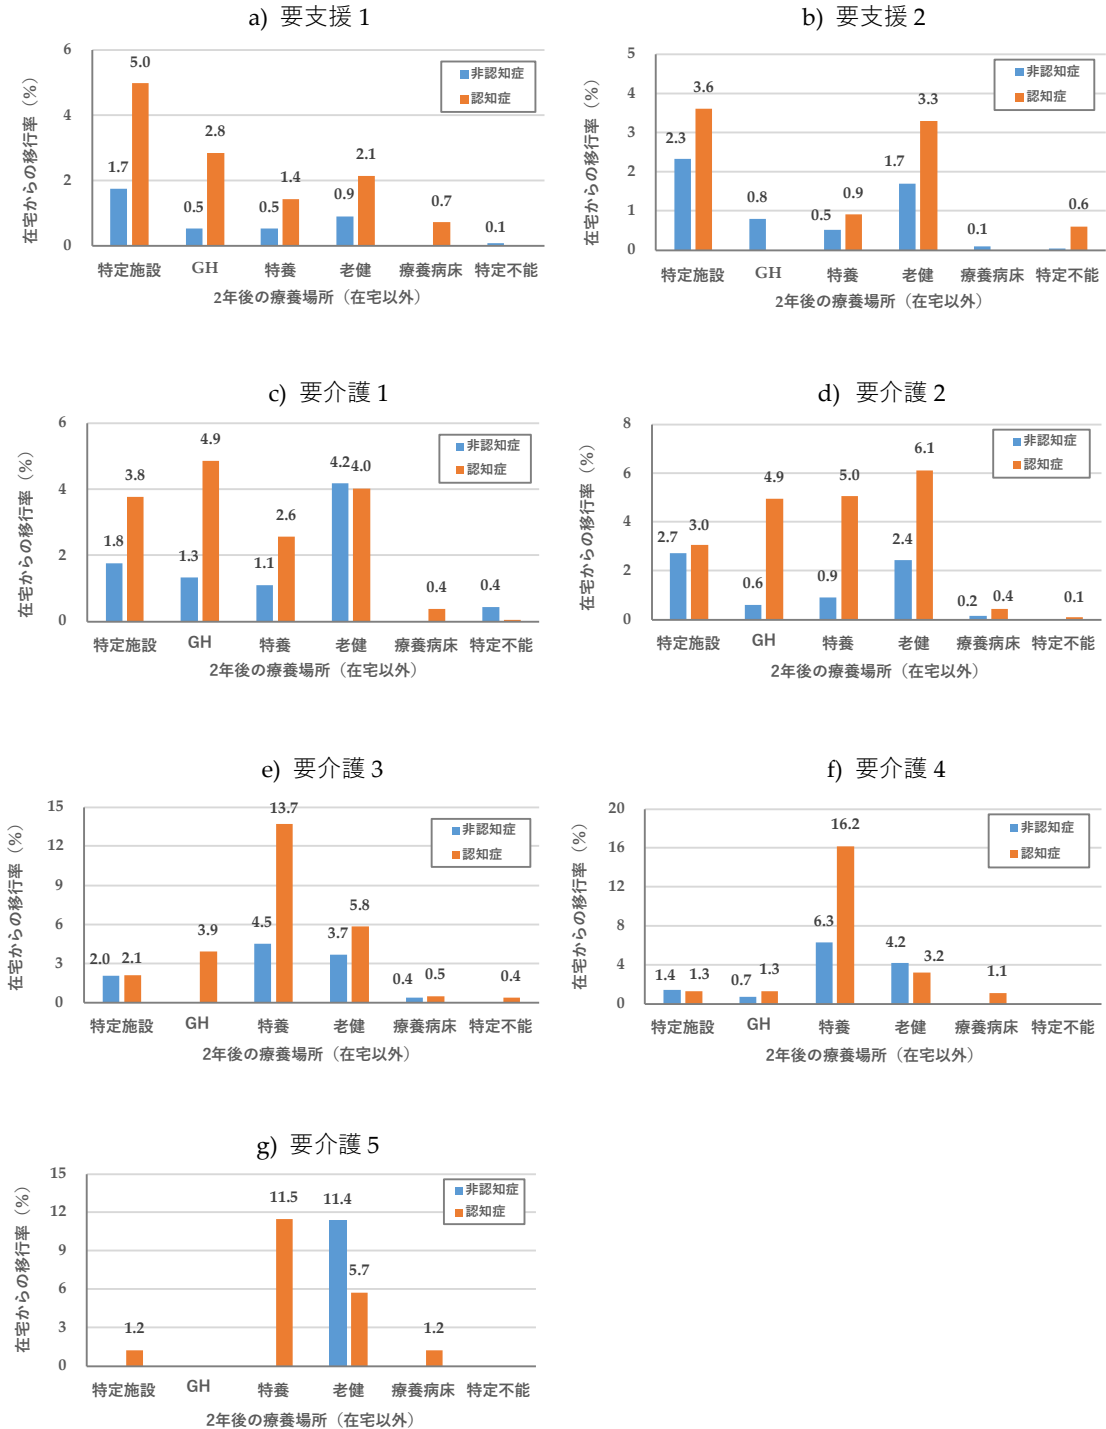 a) 要支援 1
在宅からの移行率（%）
6
4
2
0
5.0
1.7
2.8
0.5
1.4
0.5
2.1
0.9
0.7
0.1
非認知症
認知症
特定施設 GH 特養 老健 療養病床 特定不能
2年後の療養場所（在宅以外）
b) 要支援 2
在宅からの移行率（%）
5
4
3
2
1
0
3.6
2.3
0.8
0.5
0.9
1.7
3.3
0.1
0.6
非認知症
認知症
特定施設 GH 特養 老健 療養病床 特定不能
2年後の療養場所（在宅以外）
c) 要介護 1
在宅からの移行率（%）
6
4
2
0
1.8
3.8
1.3
4.9
1.1
2.6
4.2
4.0
0.4
0.4
非認知症
認知症
特定施設 GH 特養 老健 療養病床 特定不能
2年後の療養場所（在宅以外）
d) 要介護 2
在宅からの移行率（%）
8
6
4
2
0
2.7
3.0
0.6
4.9
0.9
5.0
2.4
6.1
0.2
0.4
0.1
非認知症
認知症
特定施設 GH 特養 老健 療養病床 特定不能
2年後の療養場所（在宅以外）
e) 要介護 3
在宅からの移行率（%）
15
12
9
6
3
0
2.0
2.1
3.9
4.5
13.7
3.7
5.8
0.4
0.5
0.4
非認知症
認知症
特定施設 GH 特養 老健 療養病床 特定不能
2年後の療養場所（在宅以外）
f) 要介護 4
在宅からの移行率（%）
20
16
12
8
4
0
1.4
1.3
0.7
1.3
6.3
16.2
4.2
3.2
1.1
非認知症
認知症
特定施設 GH 特養 老健 療養病床 特定不能
2年後の療養場所（在宅以外）
g) 要介護 5
在宅からの移行率（%）
15
12
9
6
3
0
1.2
11.5
11.4
5.7
1.2
非認知症
認知症
特定施設 GH 特養 老健 療養病床 特定不能
2年後の療養場所（在宅以外）